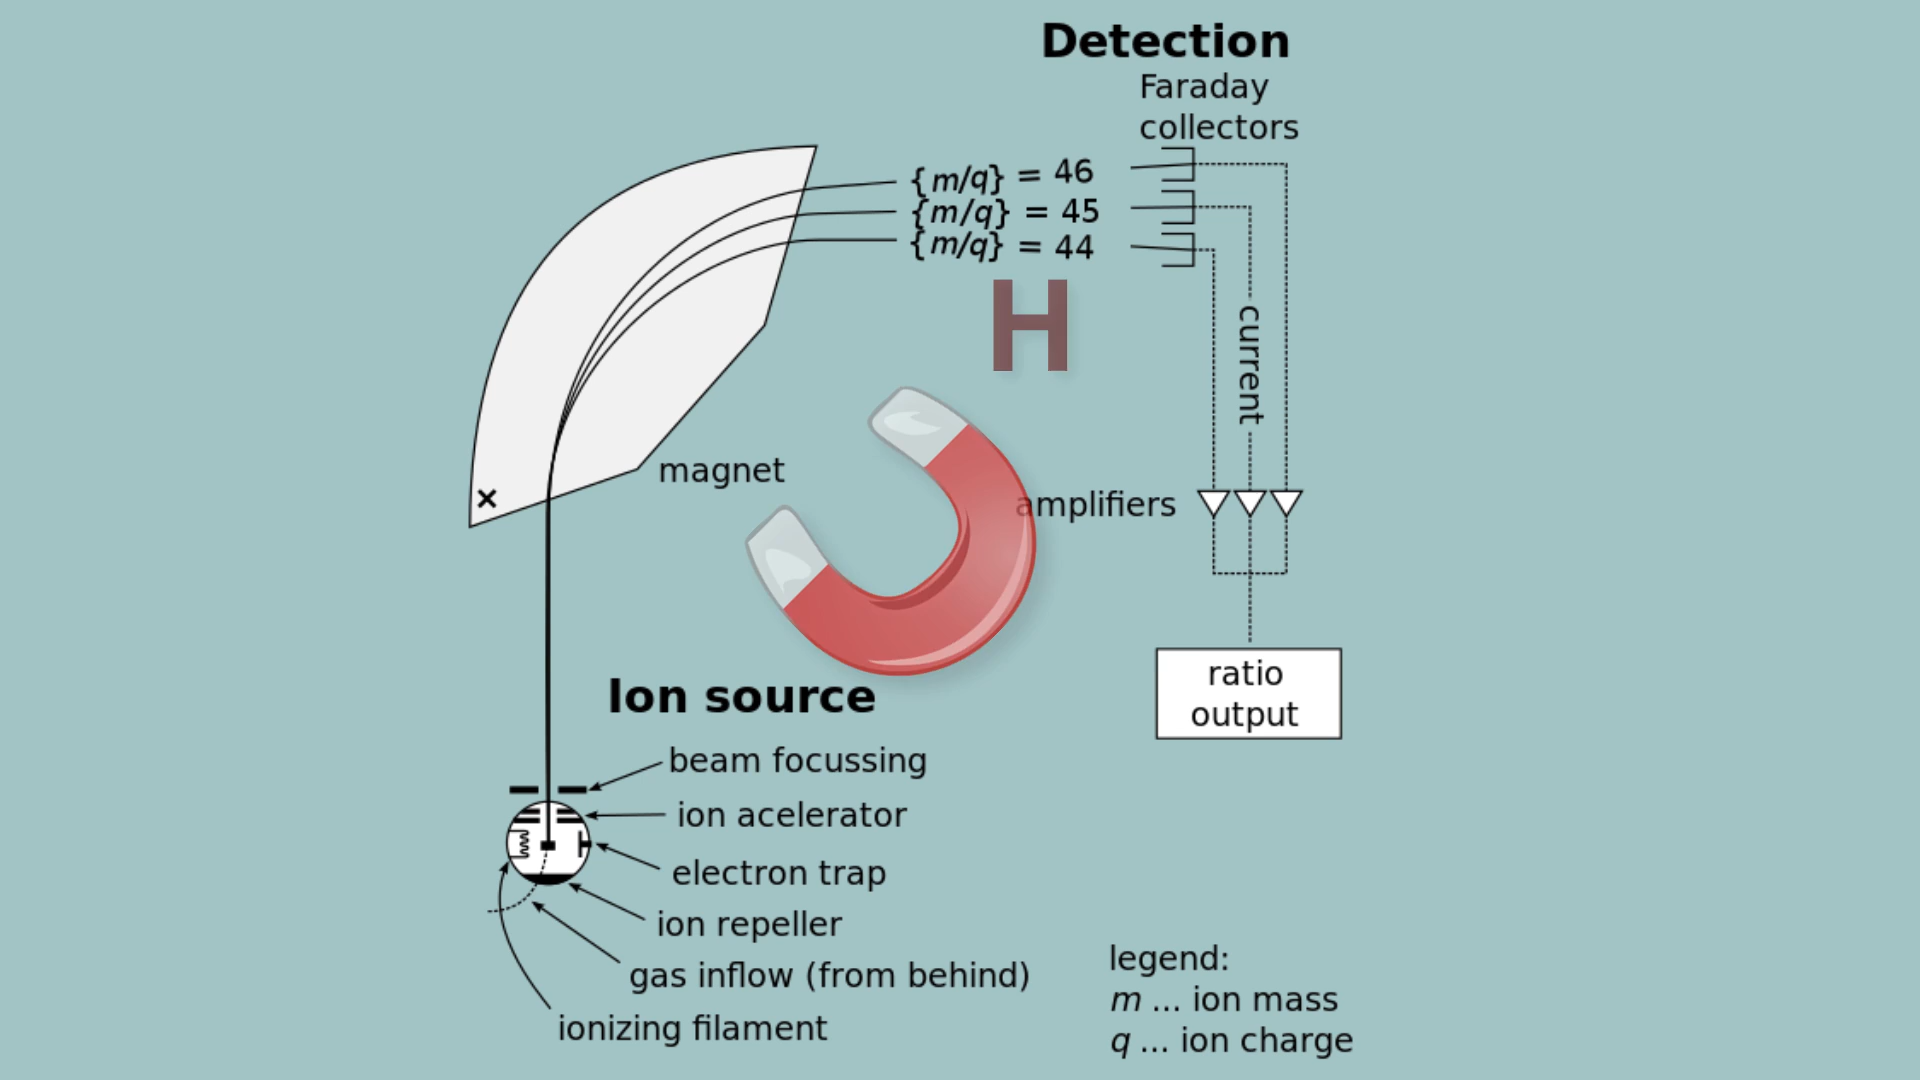 Detection
Faraday
collectors
{m/q} = 46
{m/q} = 45
{m/q} = 44
H
current
magnet
×
amplifiers
ratio
output
Ion source
beam focussing
ion acelerator
electron trap
ion repeller
gas inflow (from behind)
ionizing filament
legend:
m ... ion mass
q ... ion charge